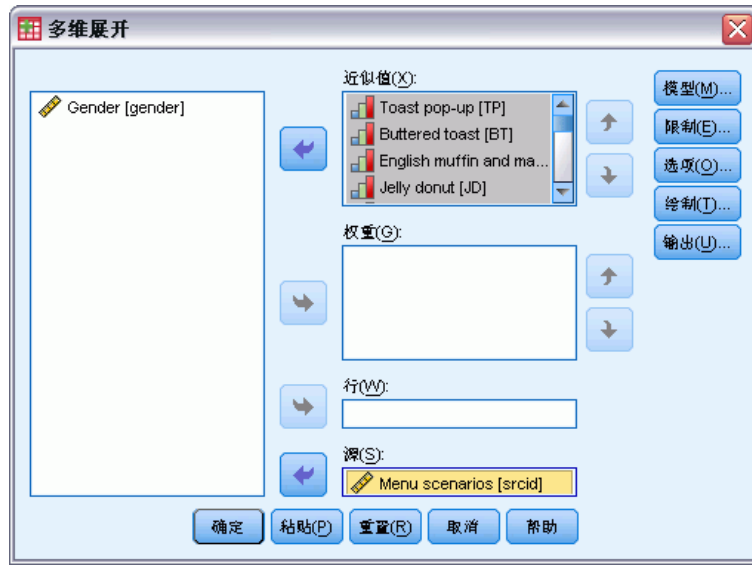 多维展开
近似值(X):
Gender [gender]
Toast pop-up [TP]
Buttered toast [BT]
English muffin and ma...
Jelly donut [JD]
模型(M)...
限制(E)...
选项(O)...
绘制(T)...
输出(U)...
权重(G):
行(W):
源(S):
Menu scenarios [srcid]
确定
粘贴(P)
重置(R)
取消
帮助